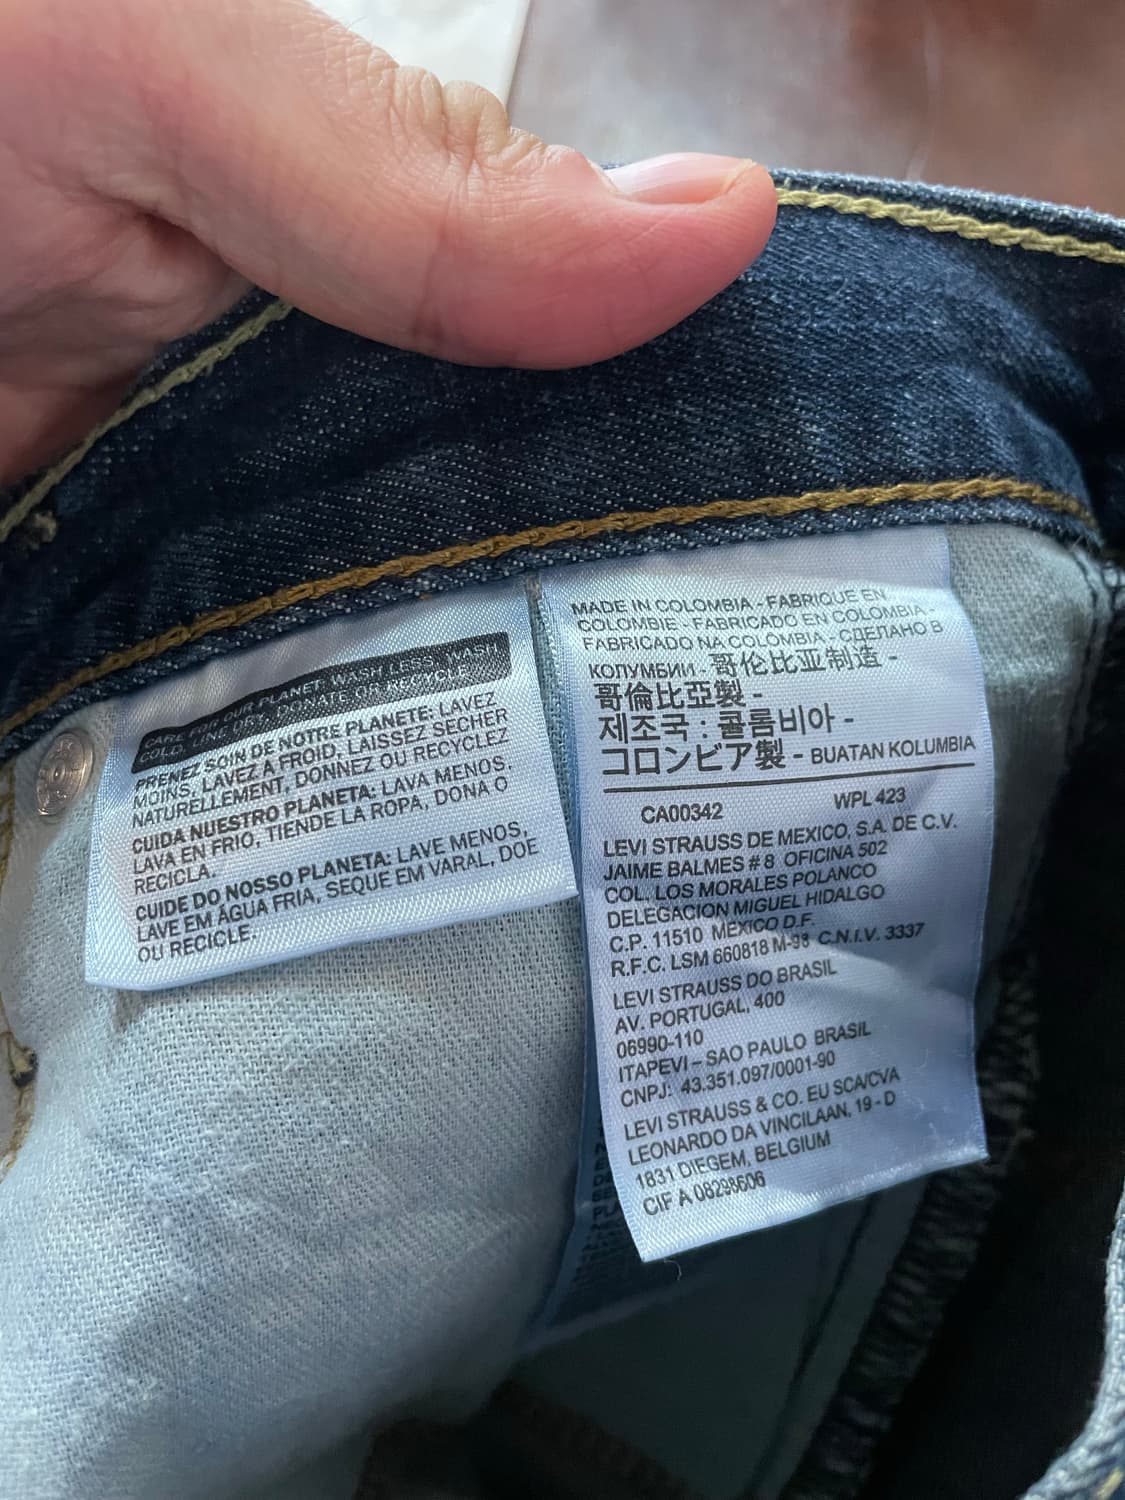 CARE FOR OUR PLANET: WASH LESS, WASH
COLD, LINE DRY, DONATE OR RECYCLE.
PRENEZ SOIN DE NOTRE PLANETE: LAVEZ
MOINS, LAVEZ A FROID, LAISSEZ SECHER
NATURELLEMENT, DONNEZ OU RECYCLEZ
CUIDA NUESTRO PLANETA: LAVA MENOS,
LAVA EN FRIO, TIENDE LA ROPA, DONA O
RECICLA.
CUIDE DO NOSSO PLANETA: LAVE MENOS,
LAVE EM ÁGUA FRIA, SEQUE EM VARAL, DOE
OU RECICLE.
MADE IN COLOMBIA - FABRIQUE EN
COLOMBIE - FABRICADO EN COLOMBIA -
FABRICADO NA COLOMBIA - СДЕЛАНО В
КОЛУМБИИ - 哥伦比亚制造 -
哥倫比亞製 -
제조국 : 콜롬비아 -
コロンビア製 - BUATAN KOLUMBIA
CA00342 WPL 423
LEVI STRAUSS DE MEXICO, S.A. DE C.V.
JAIME BALMES # 8 OFICINA 502
COL. LOS MORALES POLANCO
DELEGACION MIGUEL HIDALGO
C.P. 11510 MEXICO D.F.
R.F.C. LSM 660818 M-98 C.N.I.V. 3337
LEVI STRAUSS DO BRASIL
AV. PORTUGAL, 400
06990-110
ITAPEVI – SAO PAULO BRASIL
CNPJ: 43.351.097/0001-90
LEVI STRAUSS & CO. EU SCA/CVA
LEONARDO DA VINCILAAN, 19 - D
1831 DIEGEM, BELGIUM
CIF A 08298606